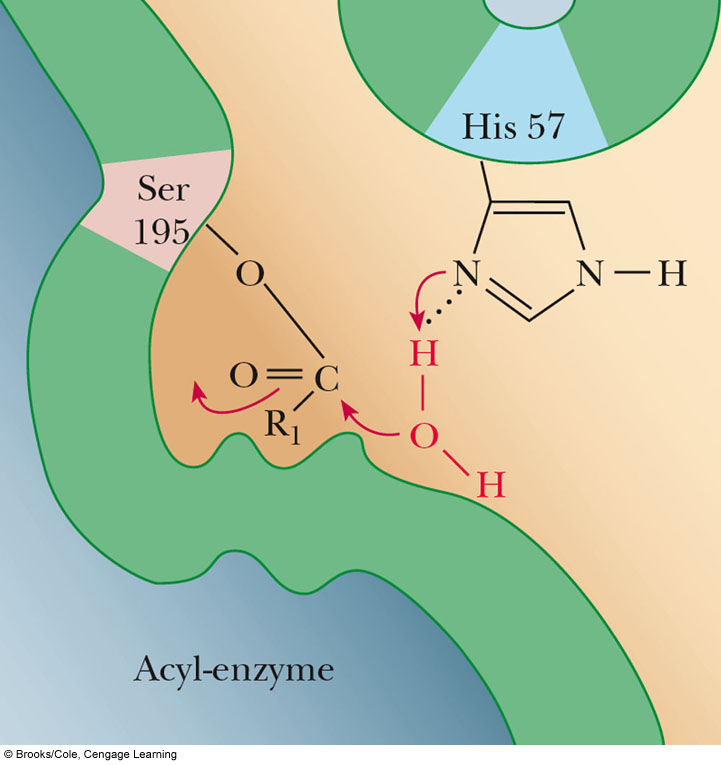 His 57
Ser
195
O
N
N
H
H
O
C
R1
O
H
Acyl-enzyme
© Brooks/Cole, Cengage Learning